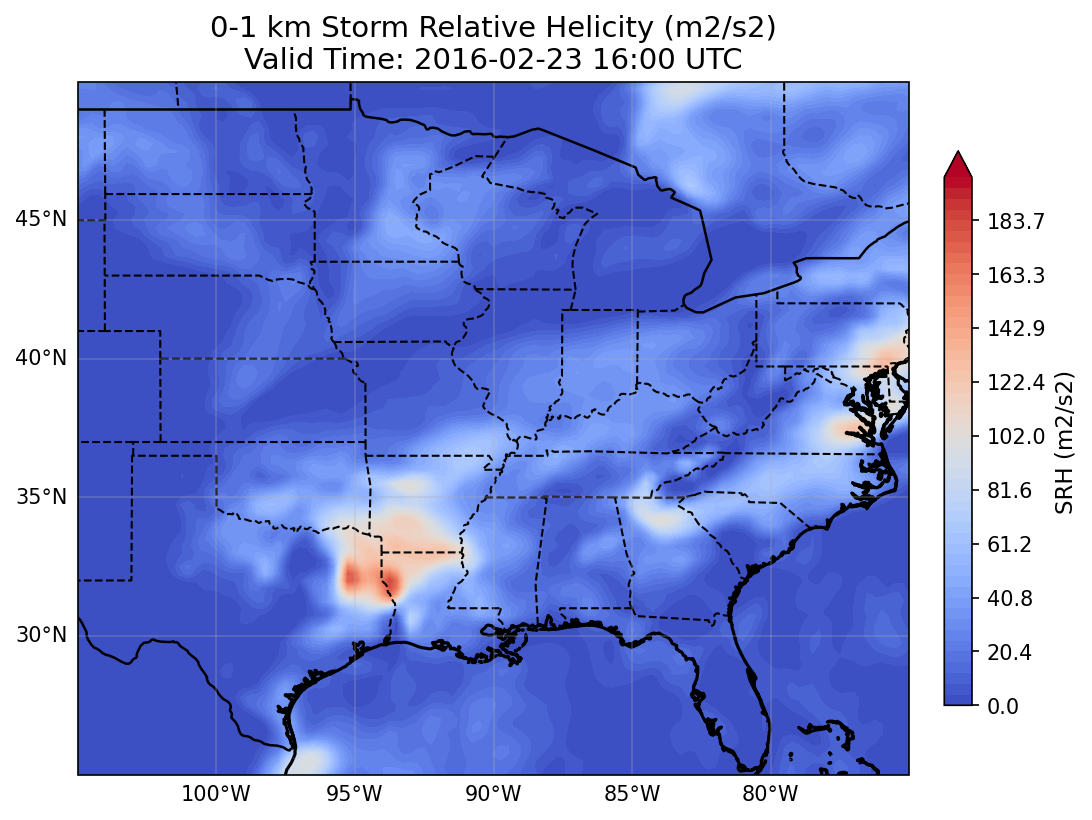 0-1 km Storm Relative Helicity (m2/s2)
Valid Time: 2016-02-23 16:00 UTC
45°N
40°N
35°N
30°N
100°W
95°W
90°W
85°W
80°W
183.7
163.3
142.9
122.4
102.0
81.6
61.2
40.8
20.4
0.0
SRH (m2/s2)